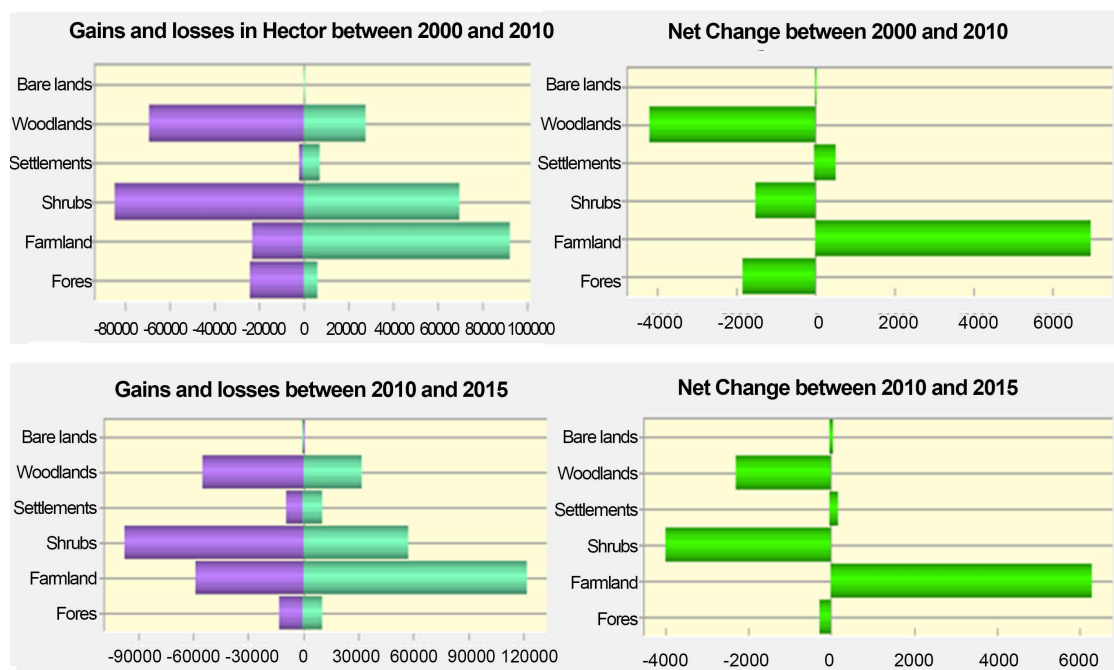 Gains and losses in Hector between 2000 and 2010
Bare lands
Woodlands
Settlements
Shrubs
Farmland
Fores
-80000 -60000 -40000 -20000 0 20000 40000 60000 80000 100000
Net Change between 2000 and 2010
Bare lands
Woodlands
Settlements
Shrubs
Farmland
Fores
-4000 -2000 0 2000 4000 6000
Gains and losses between 2010 and 2015
Bare lands
Woodlands
Settlements
Shrubs
Farmland
Fores
-90000 -60000 -30000 0 30000 60000 90000 120000
Net Change between 2010 and 2015
Bare lands
Woodlands
Settlements
Shrubs
Farmland
Fores
-4000 -2000 0 2000 4000 6000